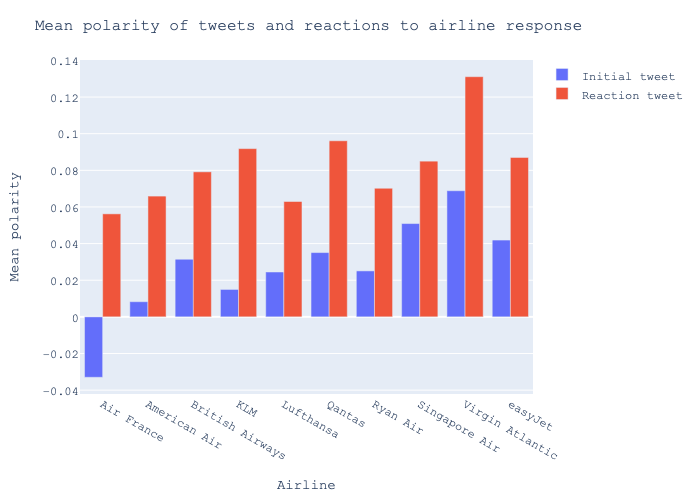 Mean polarity of tweets and reactions to airline response
Initial tweet
Reaction tweet
Mean polarity
0.14
0.12
0.1
0.08
0.06
0.04
0.02
0
−0.02
−0.04
Air France
American Air
British Airways
KLM
Lufthansa
Qantas
Ryan Air
Singapore Air
Virgin Atlantic
easyJet
Airline